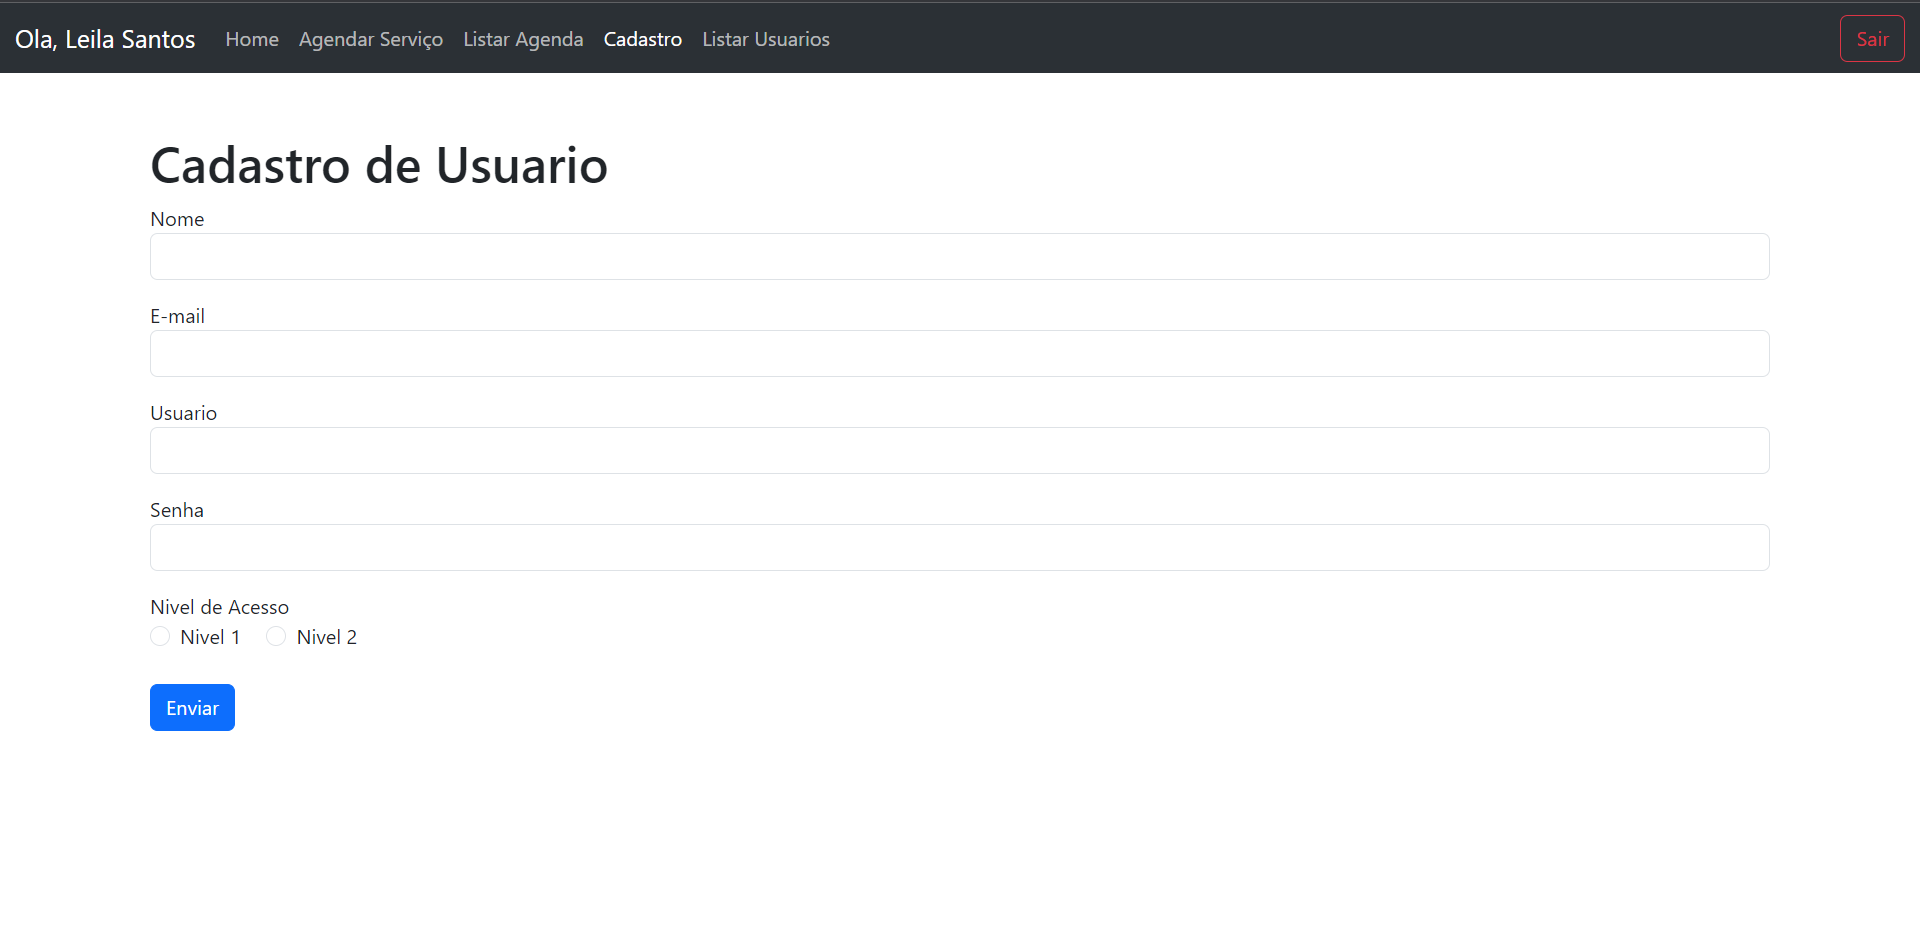 Ola, Leila Santos Home Agendar Serviço Listar Agenda Cadastro Listar Usuarios Sair
Cadastro de Usuario
Nome
E-mail
Usuario
Senha
Nivel de Acesso
Nivel 1 Nivel 2
Enviar